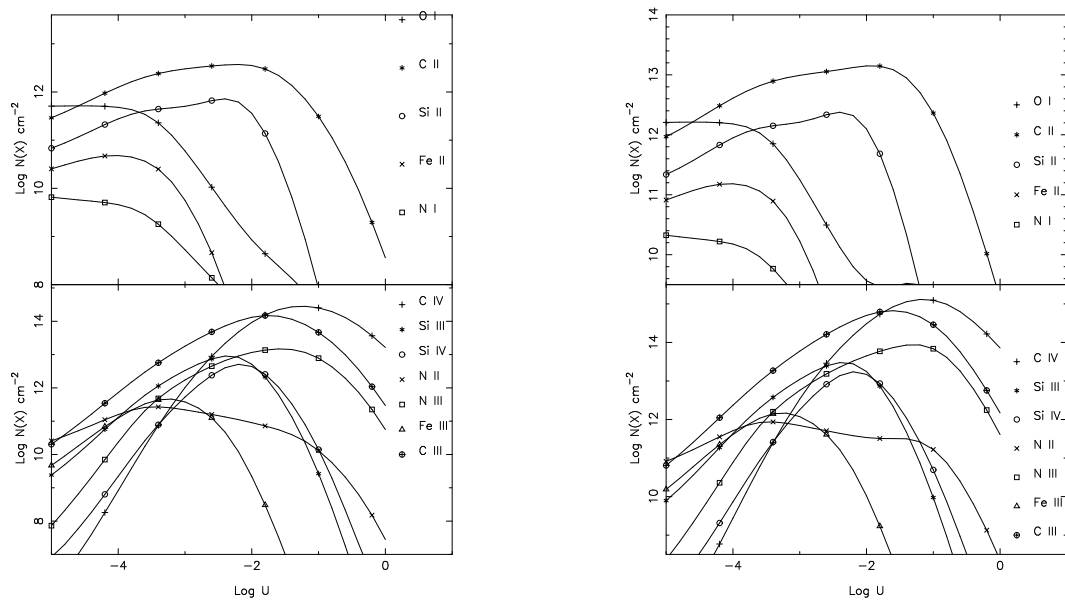 O I
C II
Si II
Fe II
N I
12
10
8
Log N(X) cm−2
C IV
Si III
Si IV
N II
N III
Fe III
C III
14
12
10
8
Log N(X) cm−2
−4
−2
0
Log U
14
13
12
11
10
Log N(X) cm−2
O I
C II
Si II
Fe II
N I
14
12
10
Log N(X) cm−2
C IV
Si III
Si IV
N II
N III
Fe III
C III
−4
−2
0
Log U